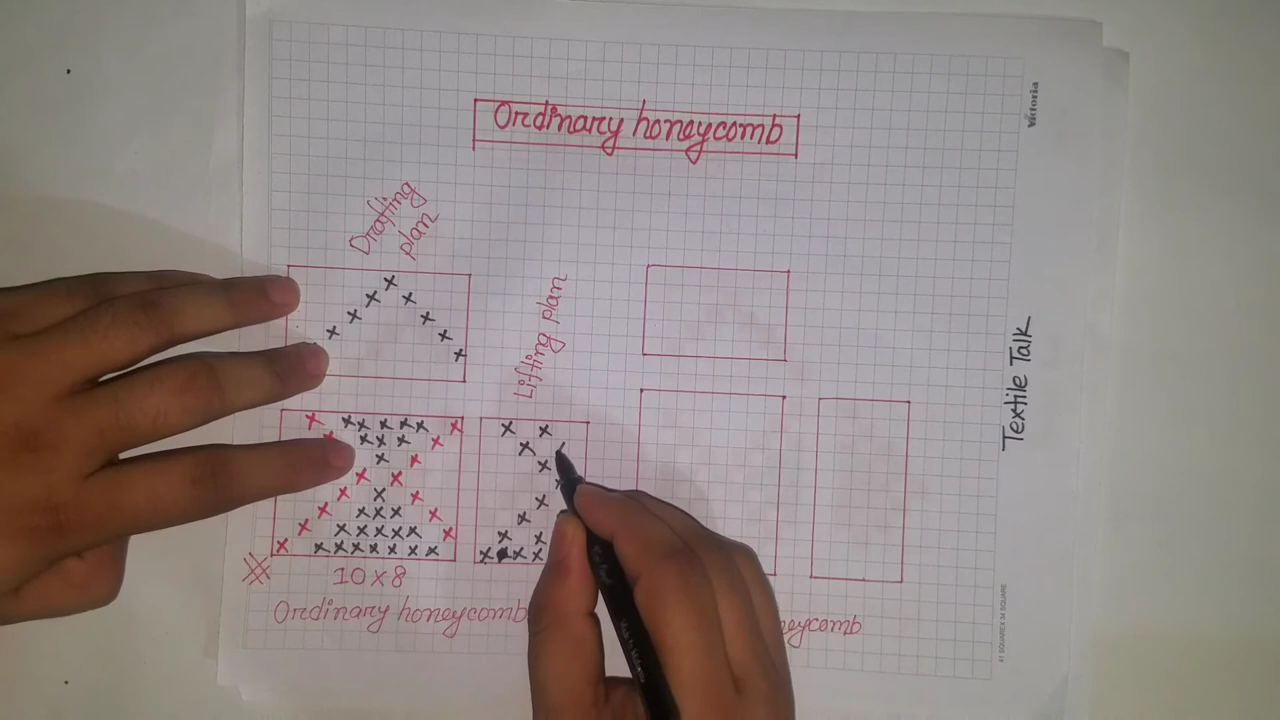 Ordinary honeycomb
Victoria
Drafting
plan
Lifting plan
Textile Talk
10 x 8
Ordinary honeycomb